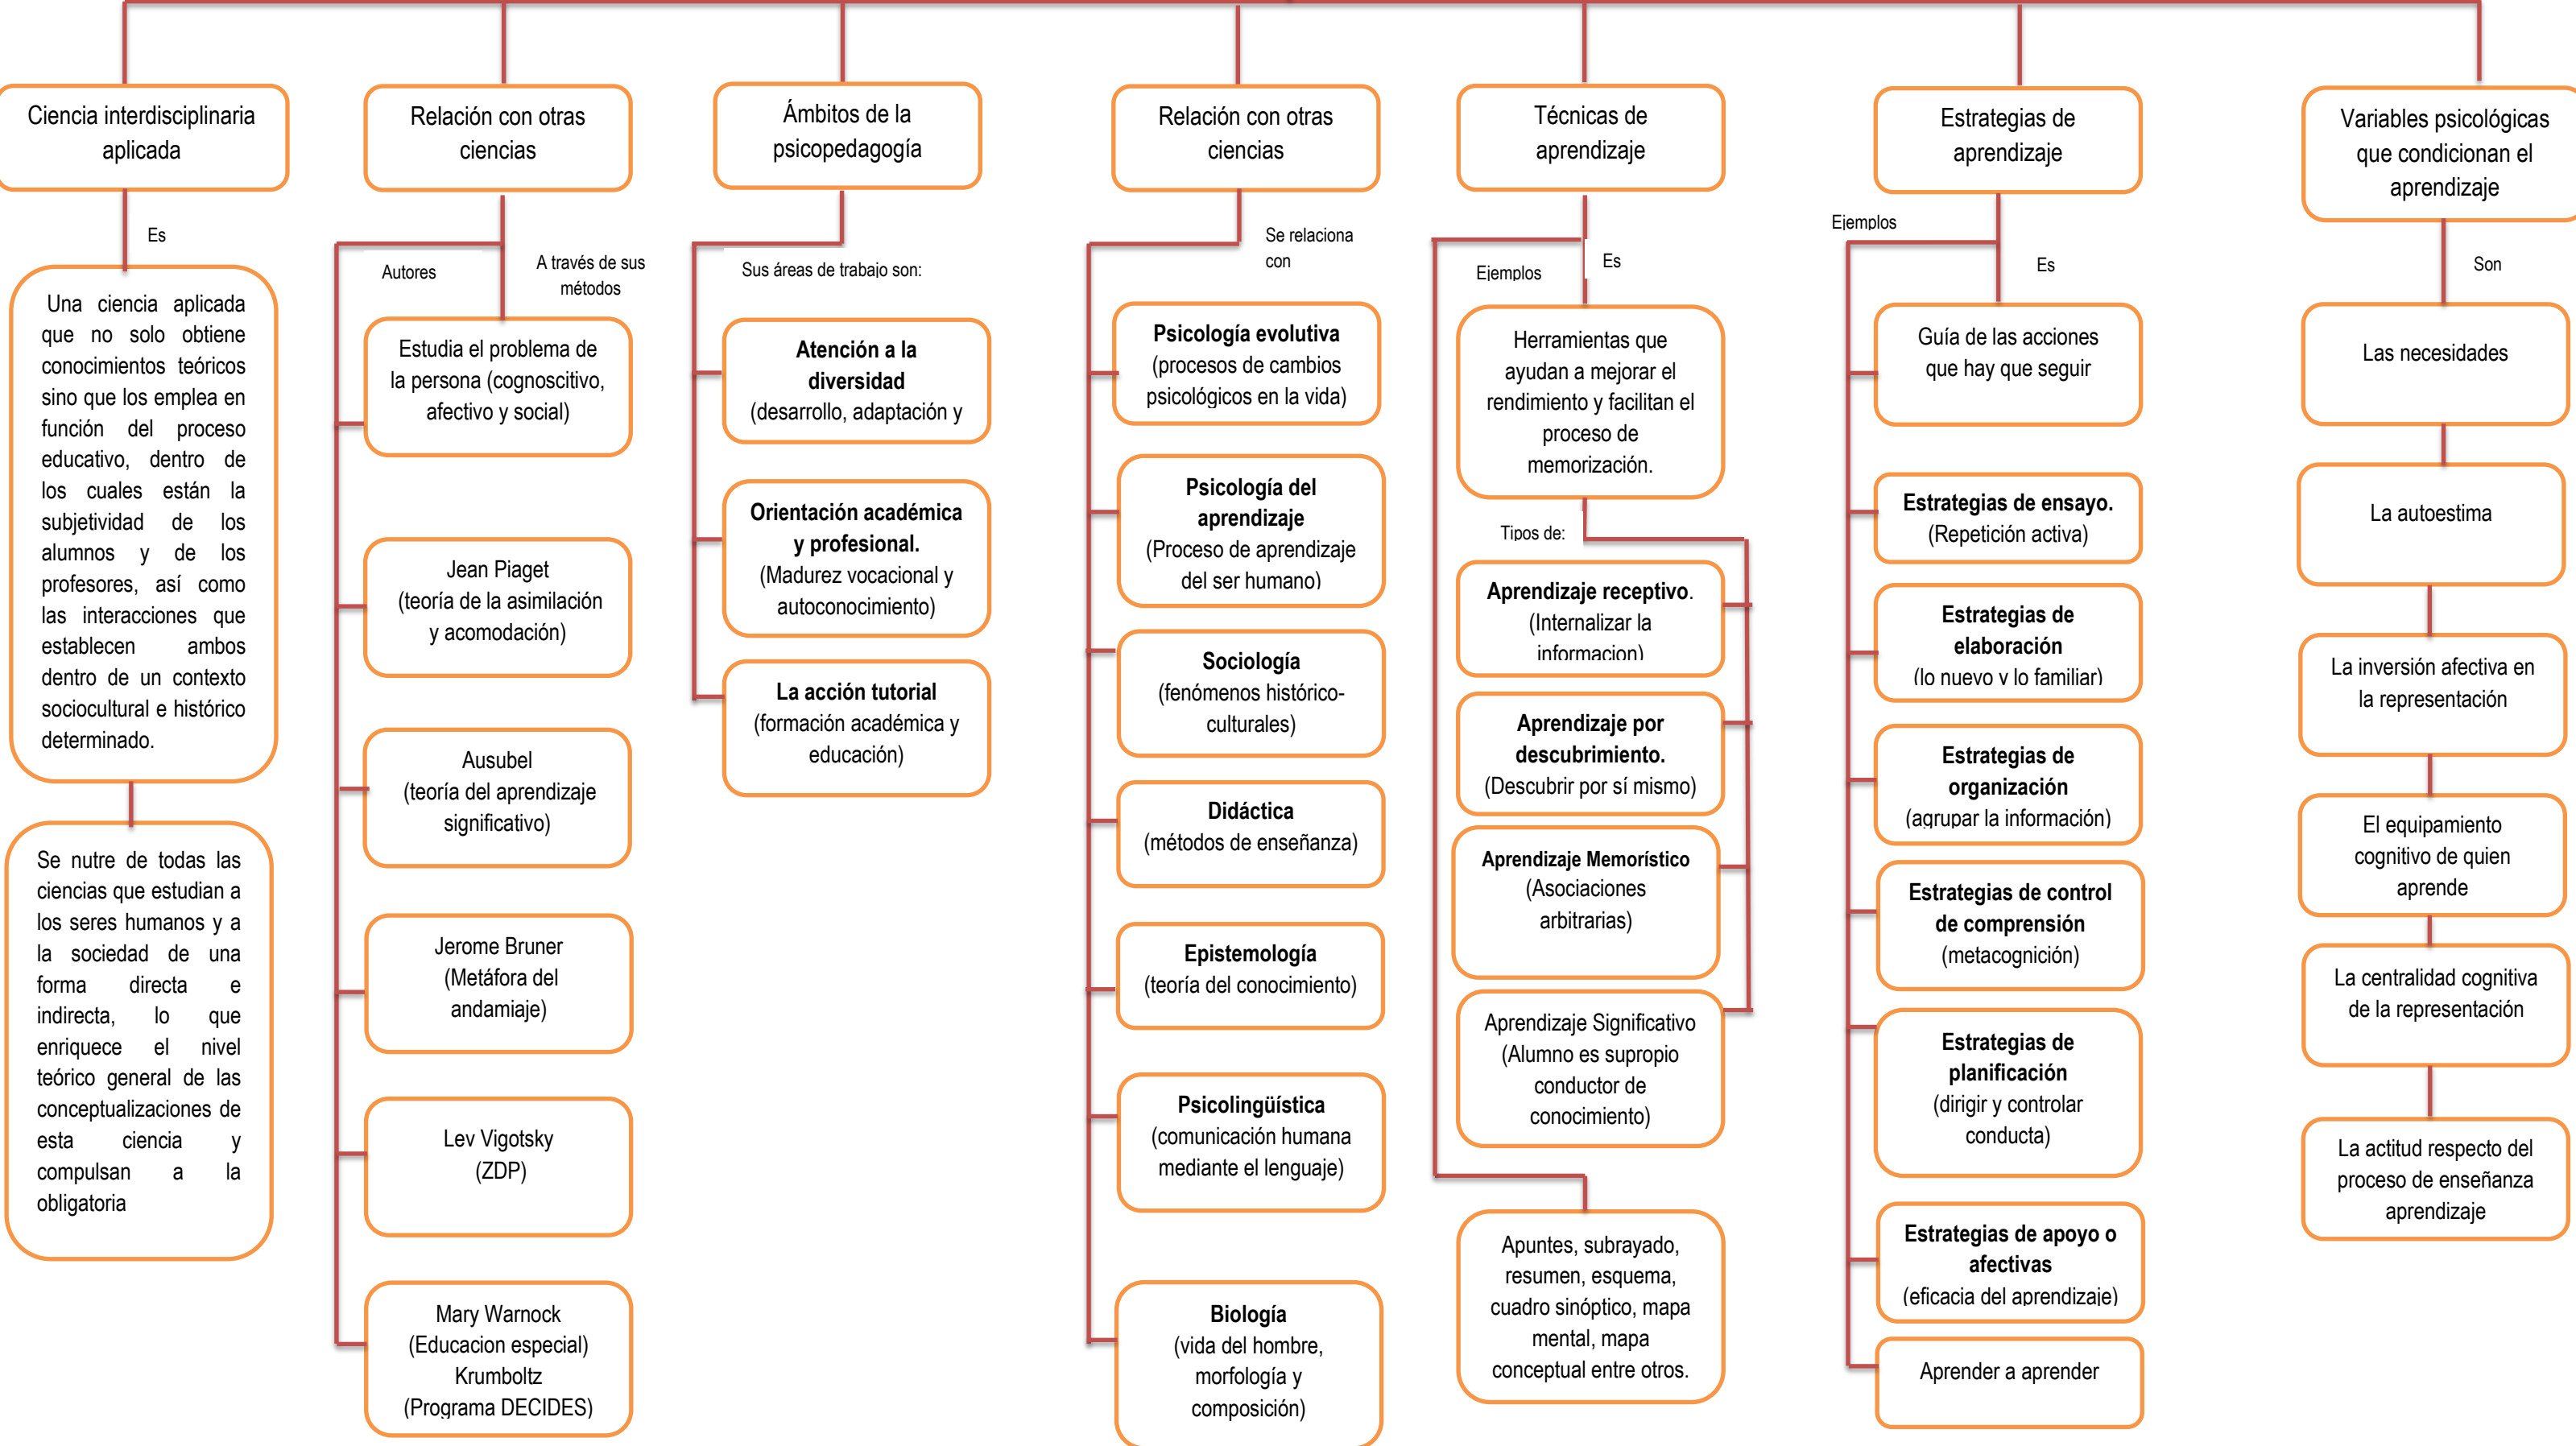 Ciencia interdisciplinaria
aplicada
Es
Una ciencia aplicada
que no solo obtiene
conocimientos teóricos
sino que los emplea en
función del proceso
educativo, dentro de
los cuales están la
subjetividad de los
alumnos y de los
profesores, así como
las interacciones que
establecen ambos
dentro de un contexto
sociocultural e histórico
determinado.
Se nutre de todas las
ciencias que estudian a
los seres humanos y a
la sociedad de una
forma directa e
indirecta, lo que
enriquece el nivel
teórico general de las
conceptualizaciones de
esta ciencia y
compulsan a la
obligatoria
Relación con otras
ciencias
Autores
A través de sus
métodos
Estudia el problema de
la persona (cognoscitivo,
afectivo y social)
Jean Piaget
(teoría de la asimilación
y acomodación)
Ausubel
(teoría del aprendizaje
significativo)
Jerome Bruner
(Metáfora del
andamiaje)
Lev Vigotsky
(ZDP)
Mary Warnock
(Educacion especial)
Krumboltz
(Programa DECIDES)
Ámbitos de la
psicopedagogía
Sus áreas de trabajo son:
Atención a la
diversidad
(desarrollo, adaptación y
Orientación académica
y profesional.
(Madurez vocacional y
autoconocimiento)
La acción tutorial
(formación académica y
educación)
Relación con otras
ciencias
Se relaciona
con
Psicología evolutiva
(procesos de cambios
psicológicos en la vida)
Psicología del
aprendizaje
(Proceso de aprendizaje
del ser humano)
Sociología
(fenómenos histórico-
culturales)
Didáctica
(métodos de enseñanza)
Epistemología
(teoría del conocimiento)
Psicolingüística
(comunicación humana
mediante el lenguaje)
Biología
(vida del hombre,
morfología y
composición)
Técnicas de
aprendizaje
Ejemplos
Es
Herramientas que
ayudan a mejorar el
rendimiento y facilitan el
proceso de
memorización.
Tipos de:
Aprendizaje receptivo.
(Internalizar la
informacion)
Aprendizaje por
descubrimiento.
(Descubrir por sí mismo)
Aprendizaje Memorístico
(Asociaciones
arbitrarias)
Aprendizaje Significativo
(Alumno es supropio
conductor de
conocimiento)
Apuntes, subrayado,
resumen, esquema,
cuadro sinóptico, mapa
mental, mapa
conceptual entre otros.
Estrategias de
aprendizaje
Ejemplos
Es
Guía de las acciones
que hay que seguir
Estrategias de ensayo.
(Repetición activa)
Estrategias de
elaboración
(lo nuevo y lo familiar)
Estrategias de
organización
(agrupar la información)
Estrategias de control
de comprensión
(metacognición)
Estrategias de
planificación
(dirigir y controlar
conducta)
Estrategias de apoyo o
afectivas
(eficacia del aprendizaje)
Aprender a aprender
Variables psicológicas
que condicionan el
aprendizaje
Son
Las necesidades
La autoestima
La inversión afectiva en
la representación
El equipamiento
cognitivo de quien
aprende
La centralidad cognitiva
de la representación
La actitud respecto del
proceso de enseñanza
aprendizaje